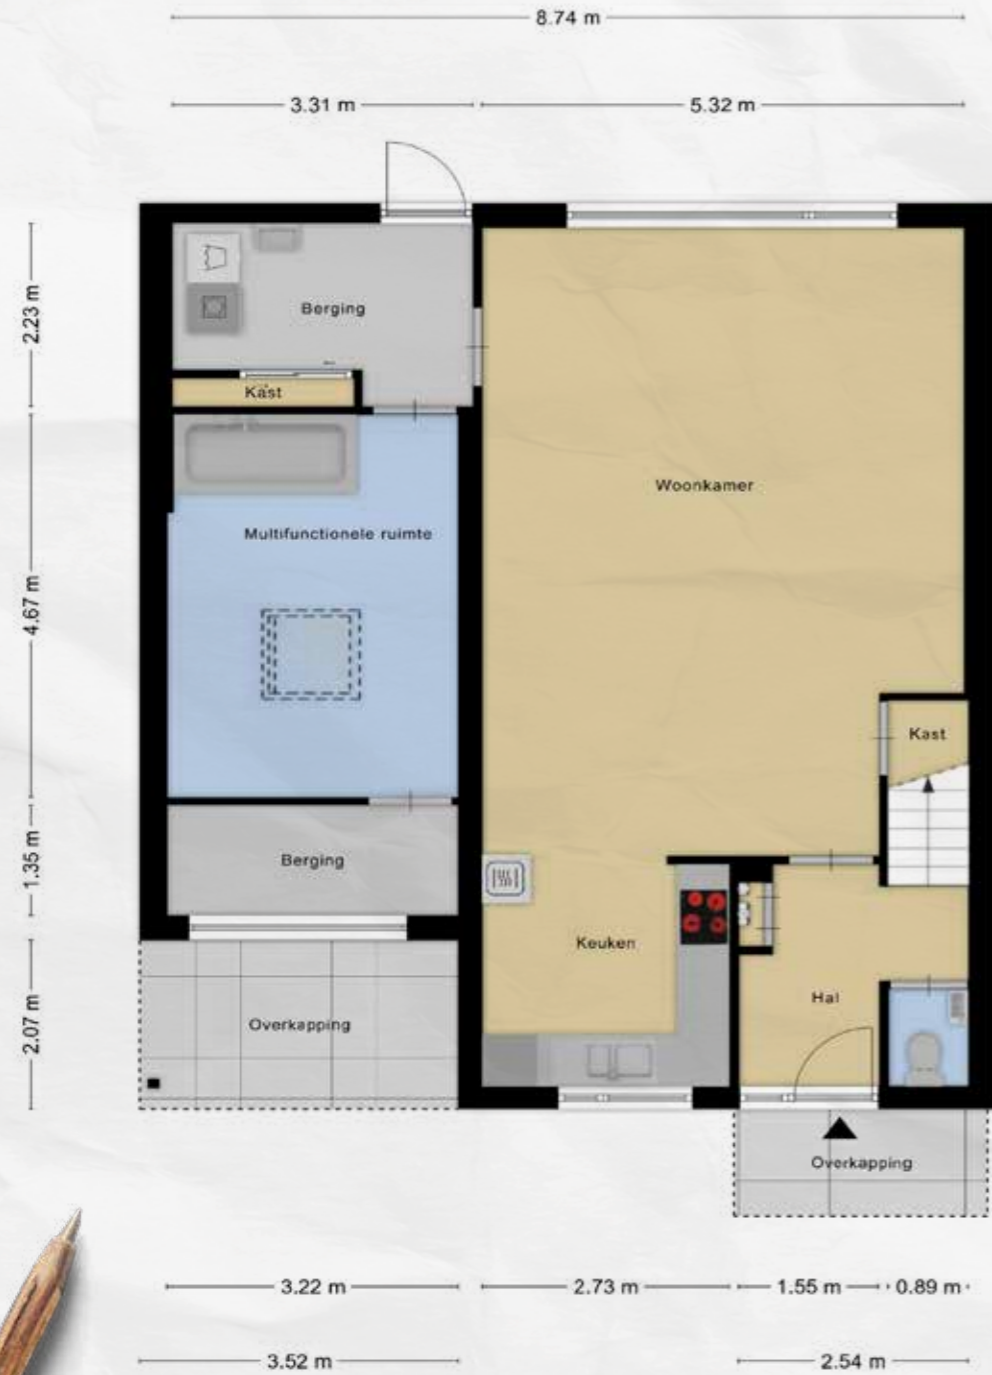 8.74 m
3.31 m
5.32 m
2.23 m
Berging
Kast
Woonkamer
Multifunctionele ruimte
4.67 m
Kast
1.35 m
Berging
Keuken
Hal
2.07 m
Overkapping
Overkapping
3.22 m
2.73 m
1.55 m
0.89 m
3.52 m
2.54 m